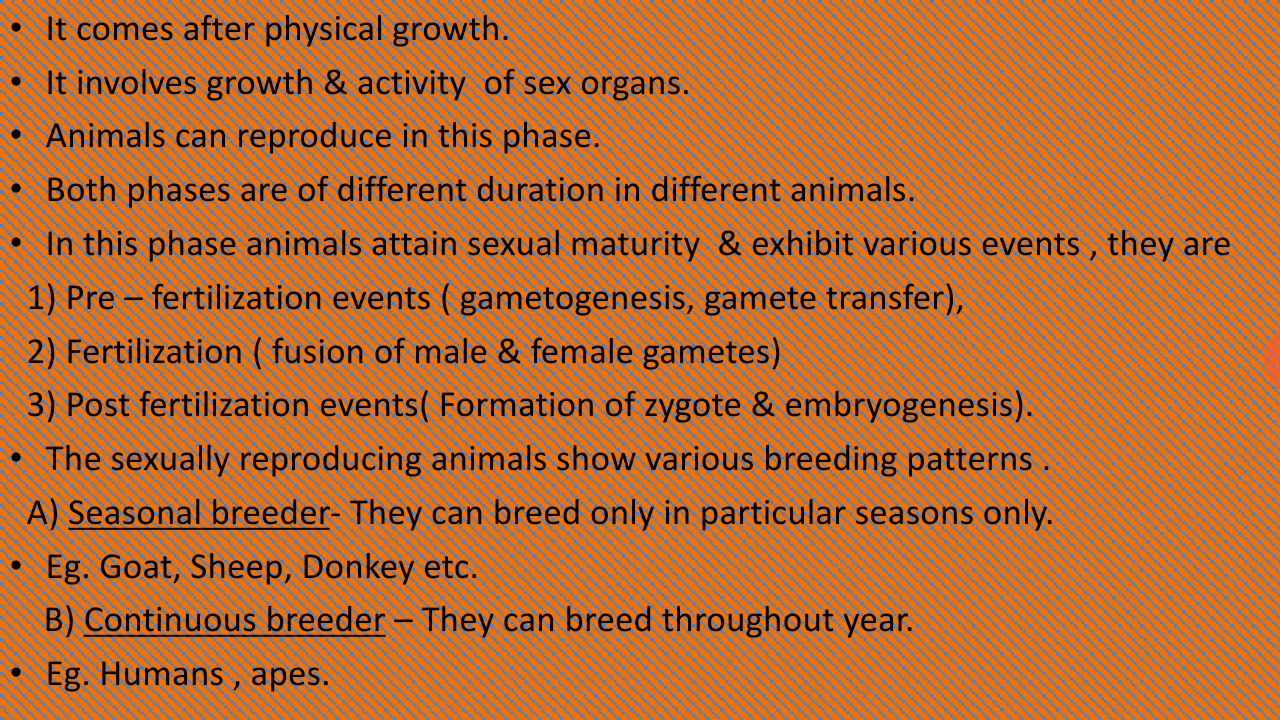 • It comes after physical growth.
• It involves growth & activity  of sex organs.
• Animals can reproduce in this phase.
• Both phases are of different duration in different animals.
• In this phase animals attain sexual maturity  & exhibit various events , they are
1) Pre – fertilization events ( gametogenesis, gamete transfer),
2) Fertilization ( fusion of male & female gametes)
3) Post fertilization events( Formation of zygote & embryogenesis).
• The sexually reproducing animals show various breeding patterns .
A) Seasonal breeder- They can breed only in particular seasons only.
• Eg. Goat, Sheep, Donkey etc.
B) Continuous breeder – They can breed throughout year.
• Eg. Humans , apes.